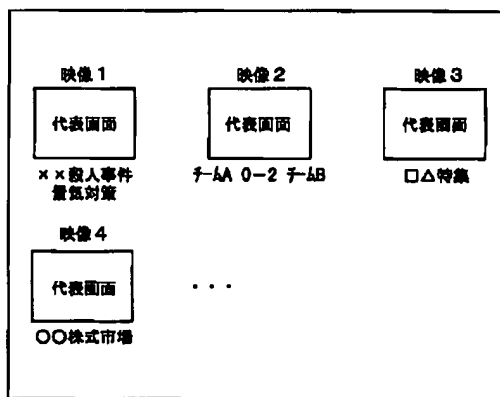 映像1
映像2
映像3
代表画面
代表画面
代表画面
××殺人事件
景気対策
チームA 0-2 チームB
□△特集
映像4
代表画面
・・・
○○株式市場